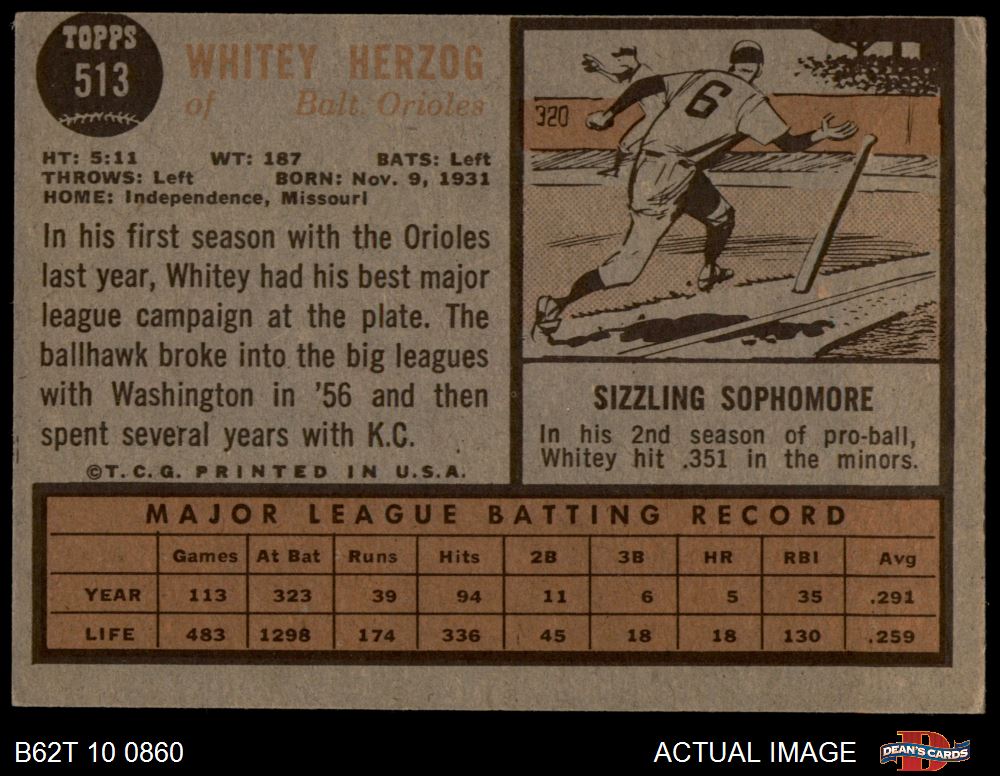 TOPPS
513
WHITEY HERZOG
of Balt. Orioles
HT: 5:11 WT: 187 BATS: Left
THROWS: Left BORN: Nov. 9, 1931
HOME: Independence, Missouri
In his first season with the Orioles
last year, Whitey had his best major
league campaign at the plate. The
ballhawk broke into the big leagues
with Washington in '56 and then
spent several years with K.C.
©T.C.G. PRINTED IN U.S.A.
6
320
SIZZLING SOPHOMORE
In his 2nd season of pro-ball,
Whitey hit .351 in the minors.
MAJOR LEAGUE BATTING RECORD
Games At Bat Runs Hits 2B 3B HR RBI Avg
YEAR 113 323 39 94 11 6 5 35 .291
LIFE 483 1298 174 336 45 18 18 130 .259
B62T 10 0860
ACTUAL IMAGE
D
DEAN'S CARDS